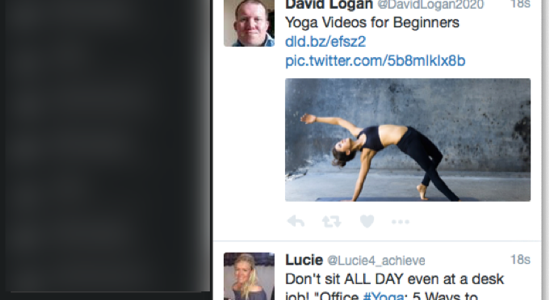 David Logan @DavidLogan2020 18s
Yoga Videos for Beginners
dld.bz/efsz2
pic.twitter.com/5b8mlklx8b
Lucie @Lucie4_achieve 18s
Don't sit ALL DAY even at a desk
job! "Office #Yoga: 5 Ways to